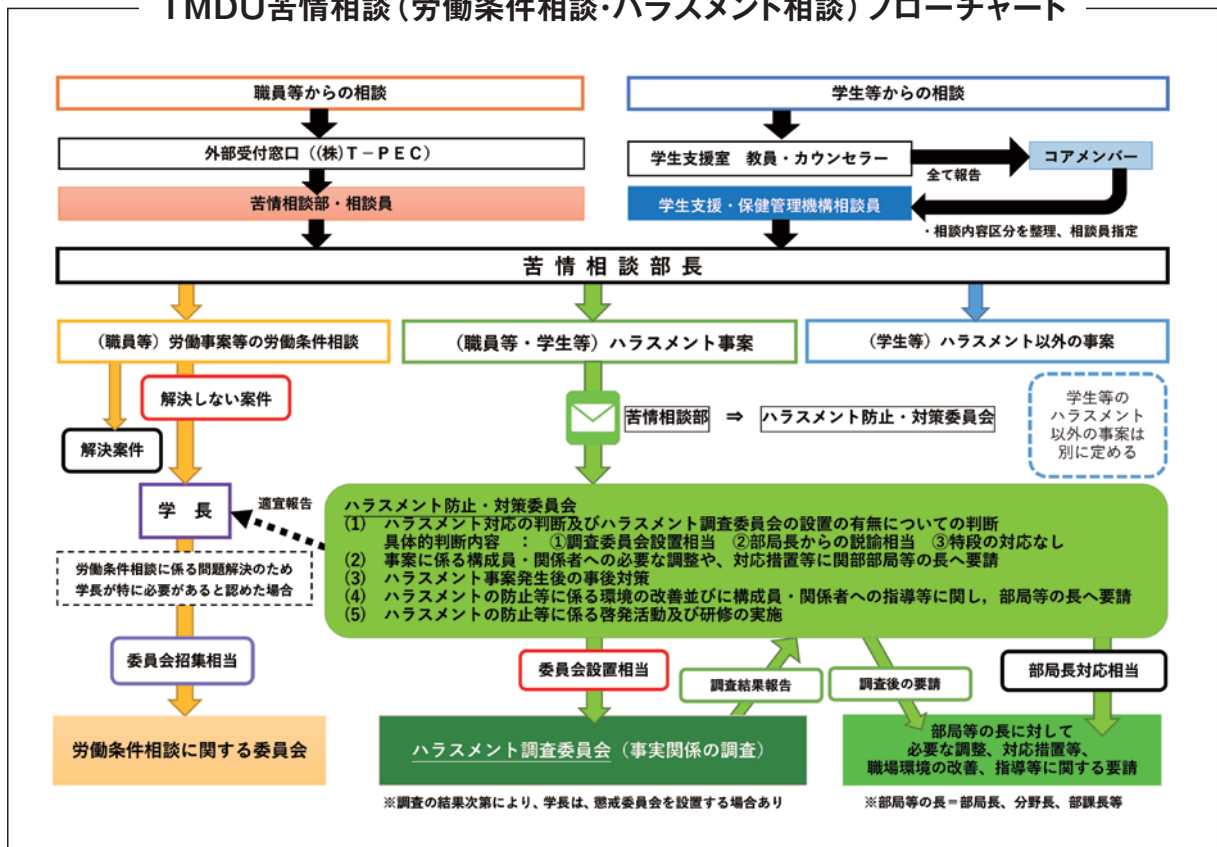 TMDU苦情相談（労働条件相談・ハラスメント相談）フローチャート
職員等からの相談
学生等からの相談
外部受付窓口（(株)T－PEC）
学生支援室　教員・カウンセラー
コアメンバー
全て報告
苦情相談部・相談員
学生支援・保健管理機構相談員
・相談内容区分を整理、相談員指定
苦情相談部長
（職員等）労働事案等の労働条件相談
（職員等・学生等）ハラスメント事案
（学生等）ハラスメント以外の事案
解決しない案件
解決案件
苦情相談部　⇒　ハラスメント防止・対策委員会
学生等の
ハラスメント
以外の事案は
別に定める
学　長
適宜報告
ハラスメント防止・対策委員会
(1)　ハラスメント対応の判断及びハラスメント調査委員会の設置の有無についての判断
具体的判断内容　：　①調査委員会設置相当　②部局長からの説諭相当　③特段の対応なし
(2)　事案に係る構成員・関係者への必要な調整や、対応措置等に関部部局等の長へ要請
(3)　ハラスメント事案発生後の事後対策
(4)　ハラスメントの防止等に係る環境の改善並びに構成員・関係者への指導等に関し，部局等の長へ要請
(5)　ハラスメントの防止等に係る啓発活動及び研修の実施
労働条件相談に係る問題解決のため
学長が特に必要があると認めた場合
委員会招集相当
委員会設置相当
調査結果報告
調査後の要請
部局長対応相当
労働条件相談に関する委員会
ハラスメント調査委員会（事実関係の調査）
部局等の長に対して
必要な調整、対応措置等、
職場環境の改善、指導等に関する要請
※調査の結果次第により、学長は、懲戒委員会を設置する場合あり
※部局等の長＝部局長、分野長、部課長等